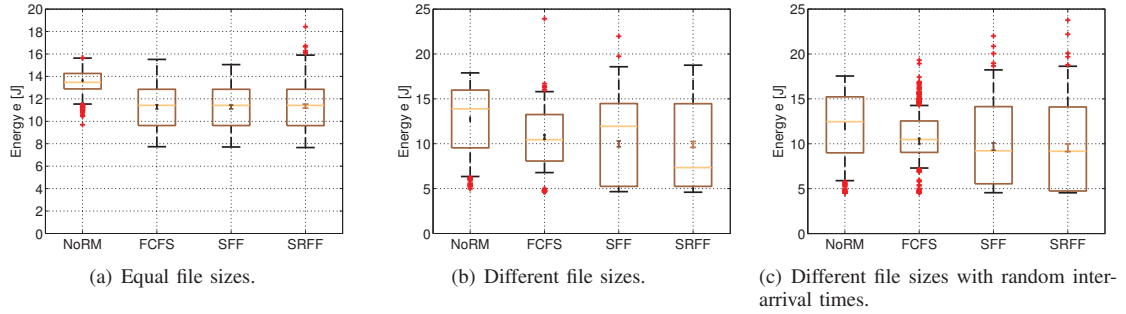 Energy e [J]
20
18
16
14
12
10
8
6
4
2
0
NoRM FCFS SFF SRFF
(a) Equal file sizes.
Energy e [J]
25
20
15
10
5
0
NoRM FCFS SFF SRFF
(b) Different file sizes.
Energy e [J]
25
20
15
10
5
0
NoRM FCFS SFF SRFF
(c) Different file sizes with random inter-
arrival times.